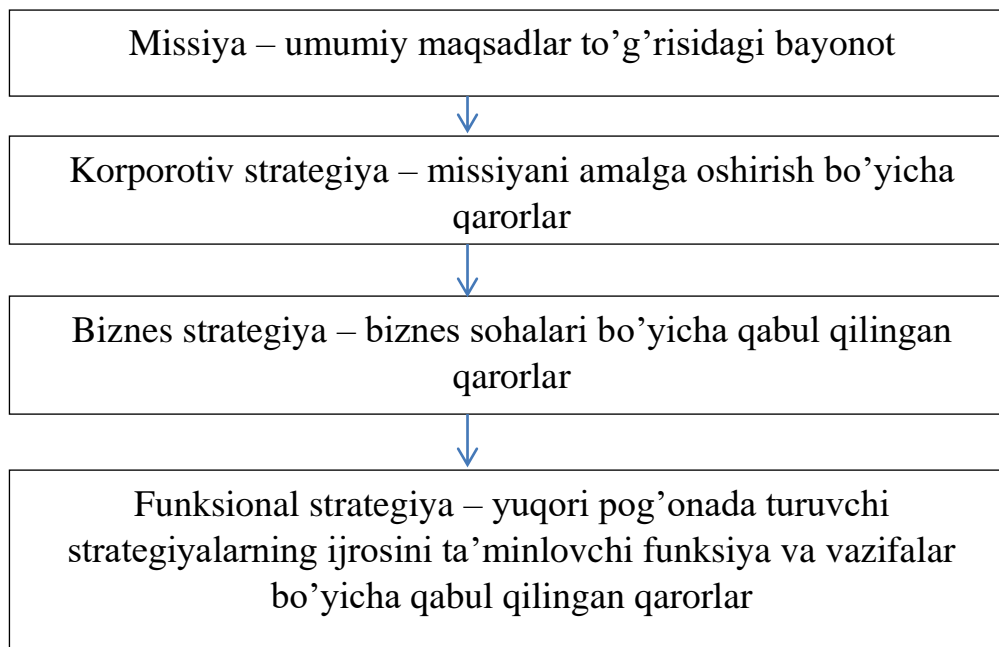 Missiya – umumiy maqsadlar to’g’risidagi bayonot
Korporotiv strategiya – missiyani amalga oshirish bo’yicha
qarorlar
Biznes strategiya – biznes sohalari bo’yicha qabul qilingan
qarorlar
Funksional strategiya – yuqori pog’onada turuvchi
strategiyalarning ijrosini ta’minlovchi funksiya va vazifalar
bo’yicha qabul qilingan qarorlar